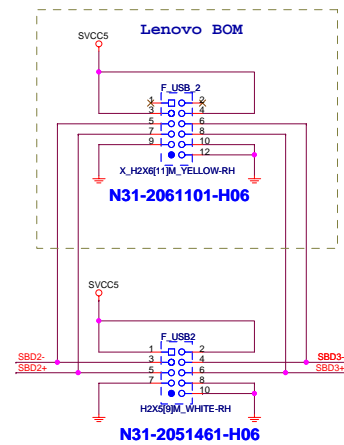 Lenovo BOM
SVCC5
F_USB_2
1 2
3 4
5 6
7 8
9 10
12
X_H2X6[11]M_YELLOW-RH
N31-2061101-H06
SVCC5
F_USB2
1 2
SBD2- 3 4 SBD3-
SBD2+ 5 6 SBD3+
7 8
10
H2X5[9]M_WHITE-RH
N31-2051461-H06